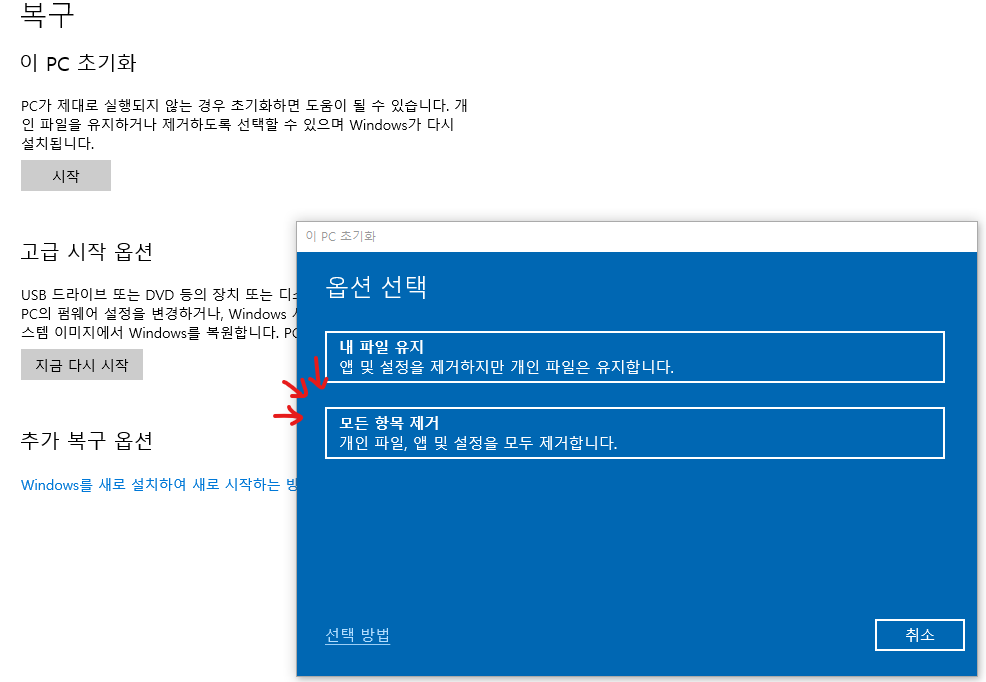 복구
이 PC 초기화
PC가 제대로 실행되지 않는 경우 초기화하면 도움이 될 수 있습니다. 개
인 파일을 유지하거나 제거하도록 선택할 수 있으며 Windows가 다시
설치됩니다.
시작
고급 시작 옵션
USB 드라이브 또는 DVD 등의 장치 또는
PC의 펌웨어 설정을 변경하거나, Windows
스템 이미지에서 Windows를 복원합니다.
지금 다시 시작
추가 복구 옵션
Windows를 새로 설치하여 새로 시작하는
이 PC 초기화
옵션 선택
내 파일 유지
앱 및 설정을 제거하지만 개인 파일은 유지합니다.
모든 항목 제거
개인 파일, 앱 및 설정을 모두 제거합니다.
선택 방법
취소